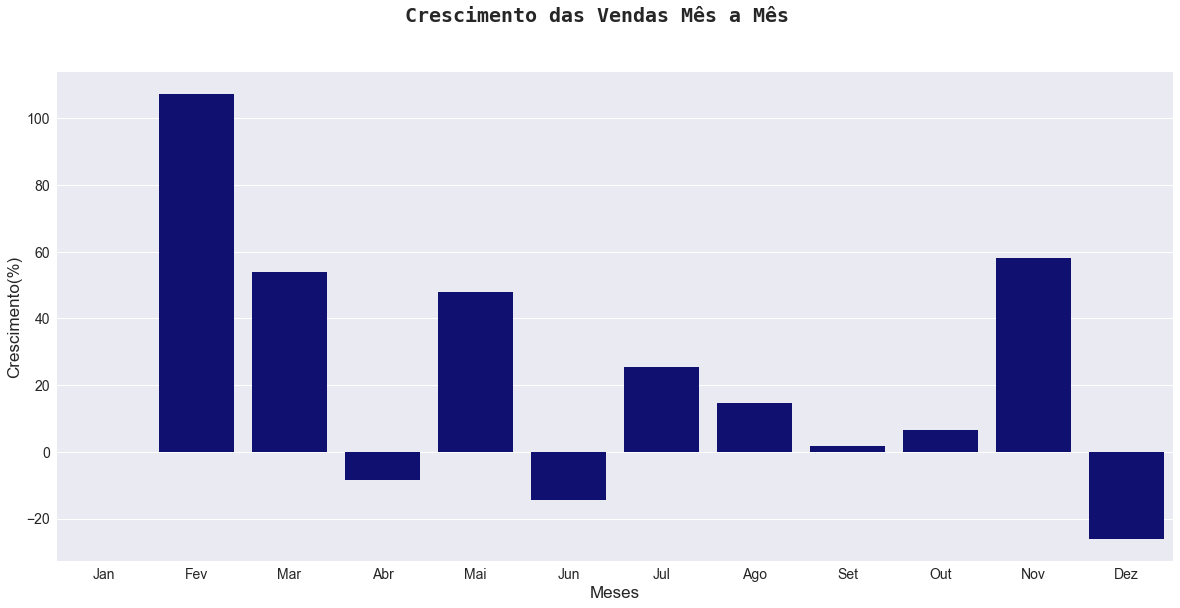 Crescimento das Vendas Mês a Mês
Crescimento(%)
100
80
60
40
20
0
−20
Jan Fev Mar Abr Mai Jun Jul Ago Set Out Nov Dez
Meses